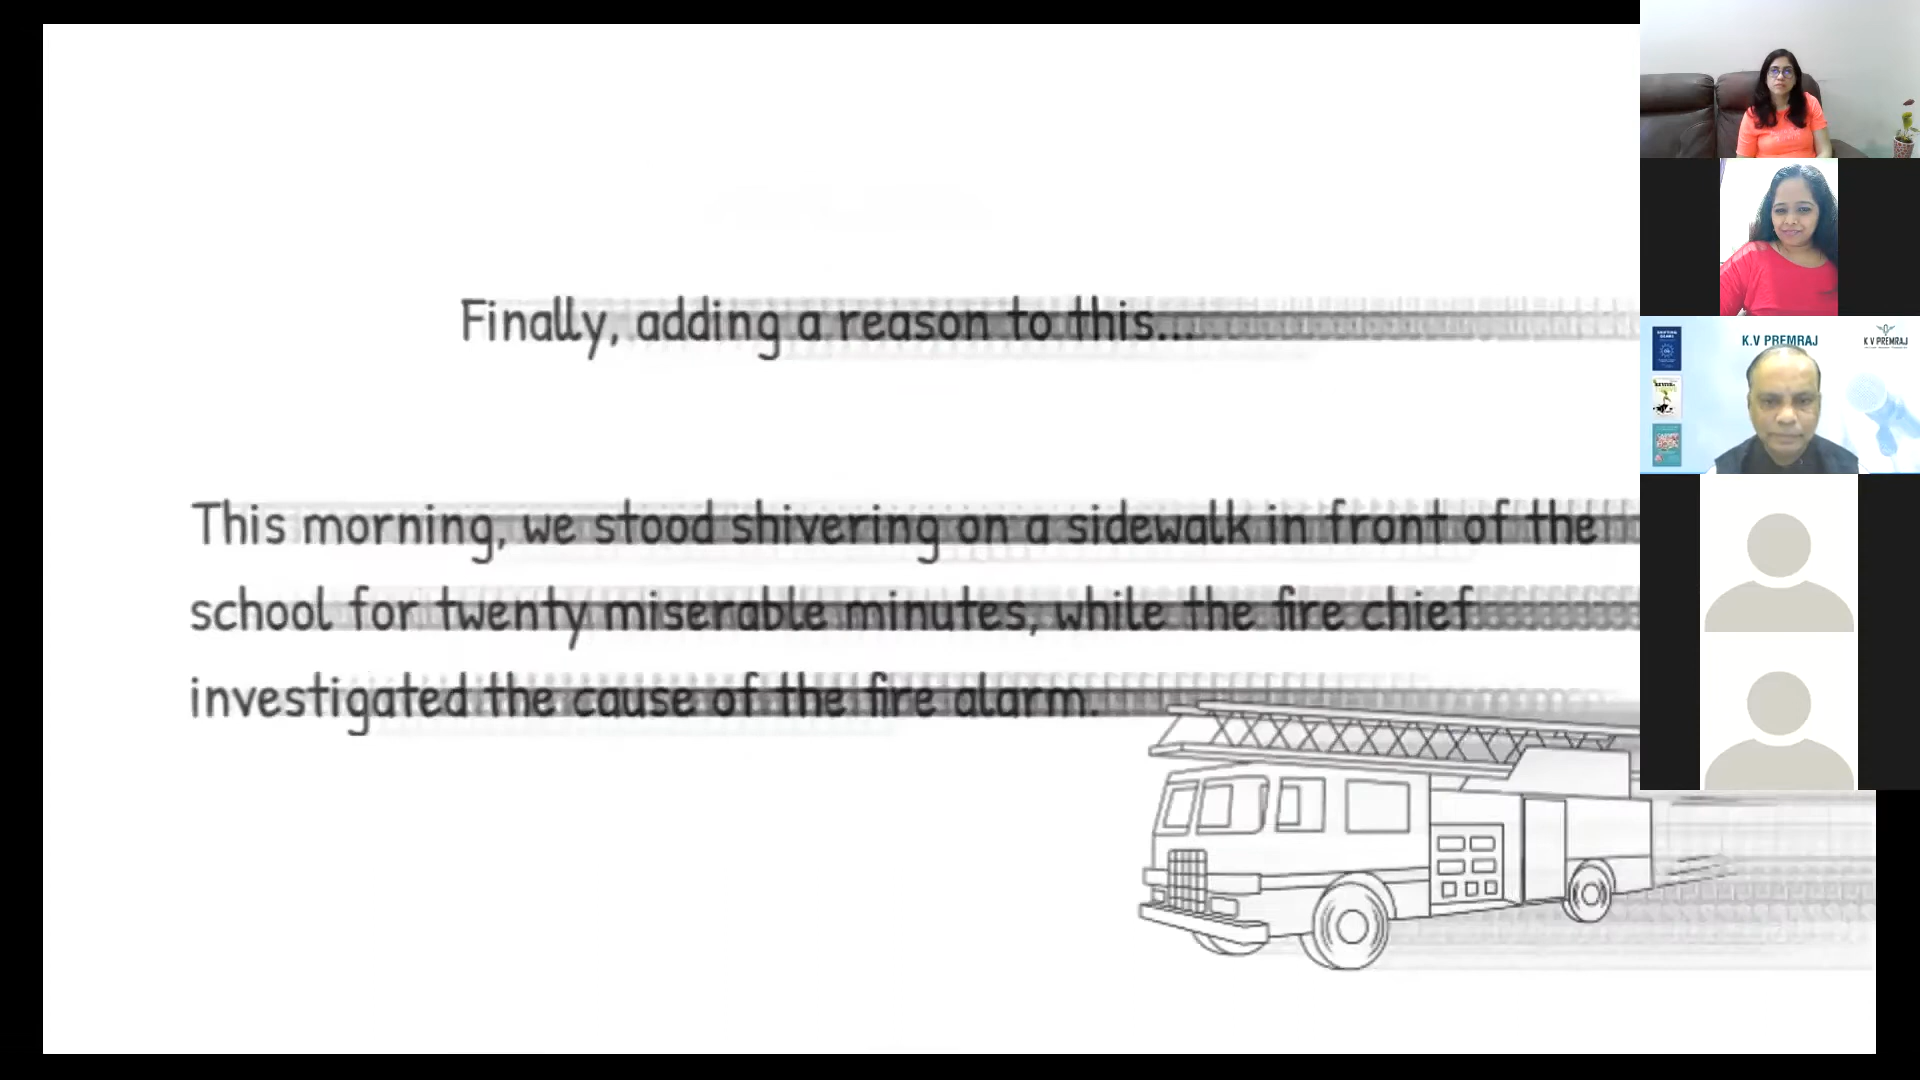 Finally, adding a reason to this...
This morning, we stood shivering on a sidewalk in front of the
school for twenty miserable minutes, while the fire chief
investigated the cause of the fire alarm.
K.V PREMRAJ
K V PREMRAJ